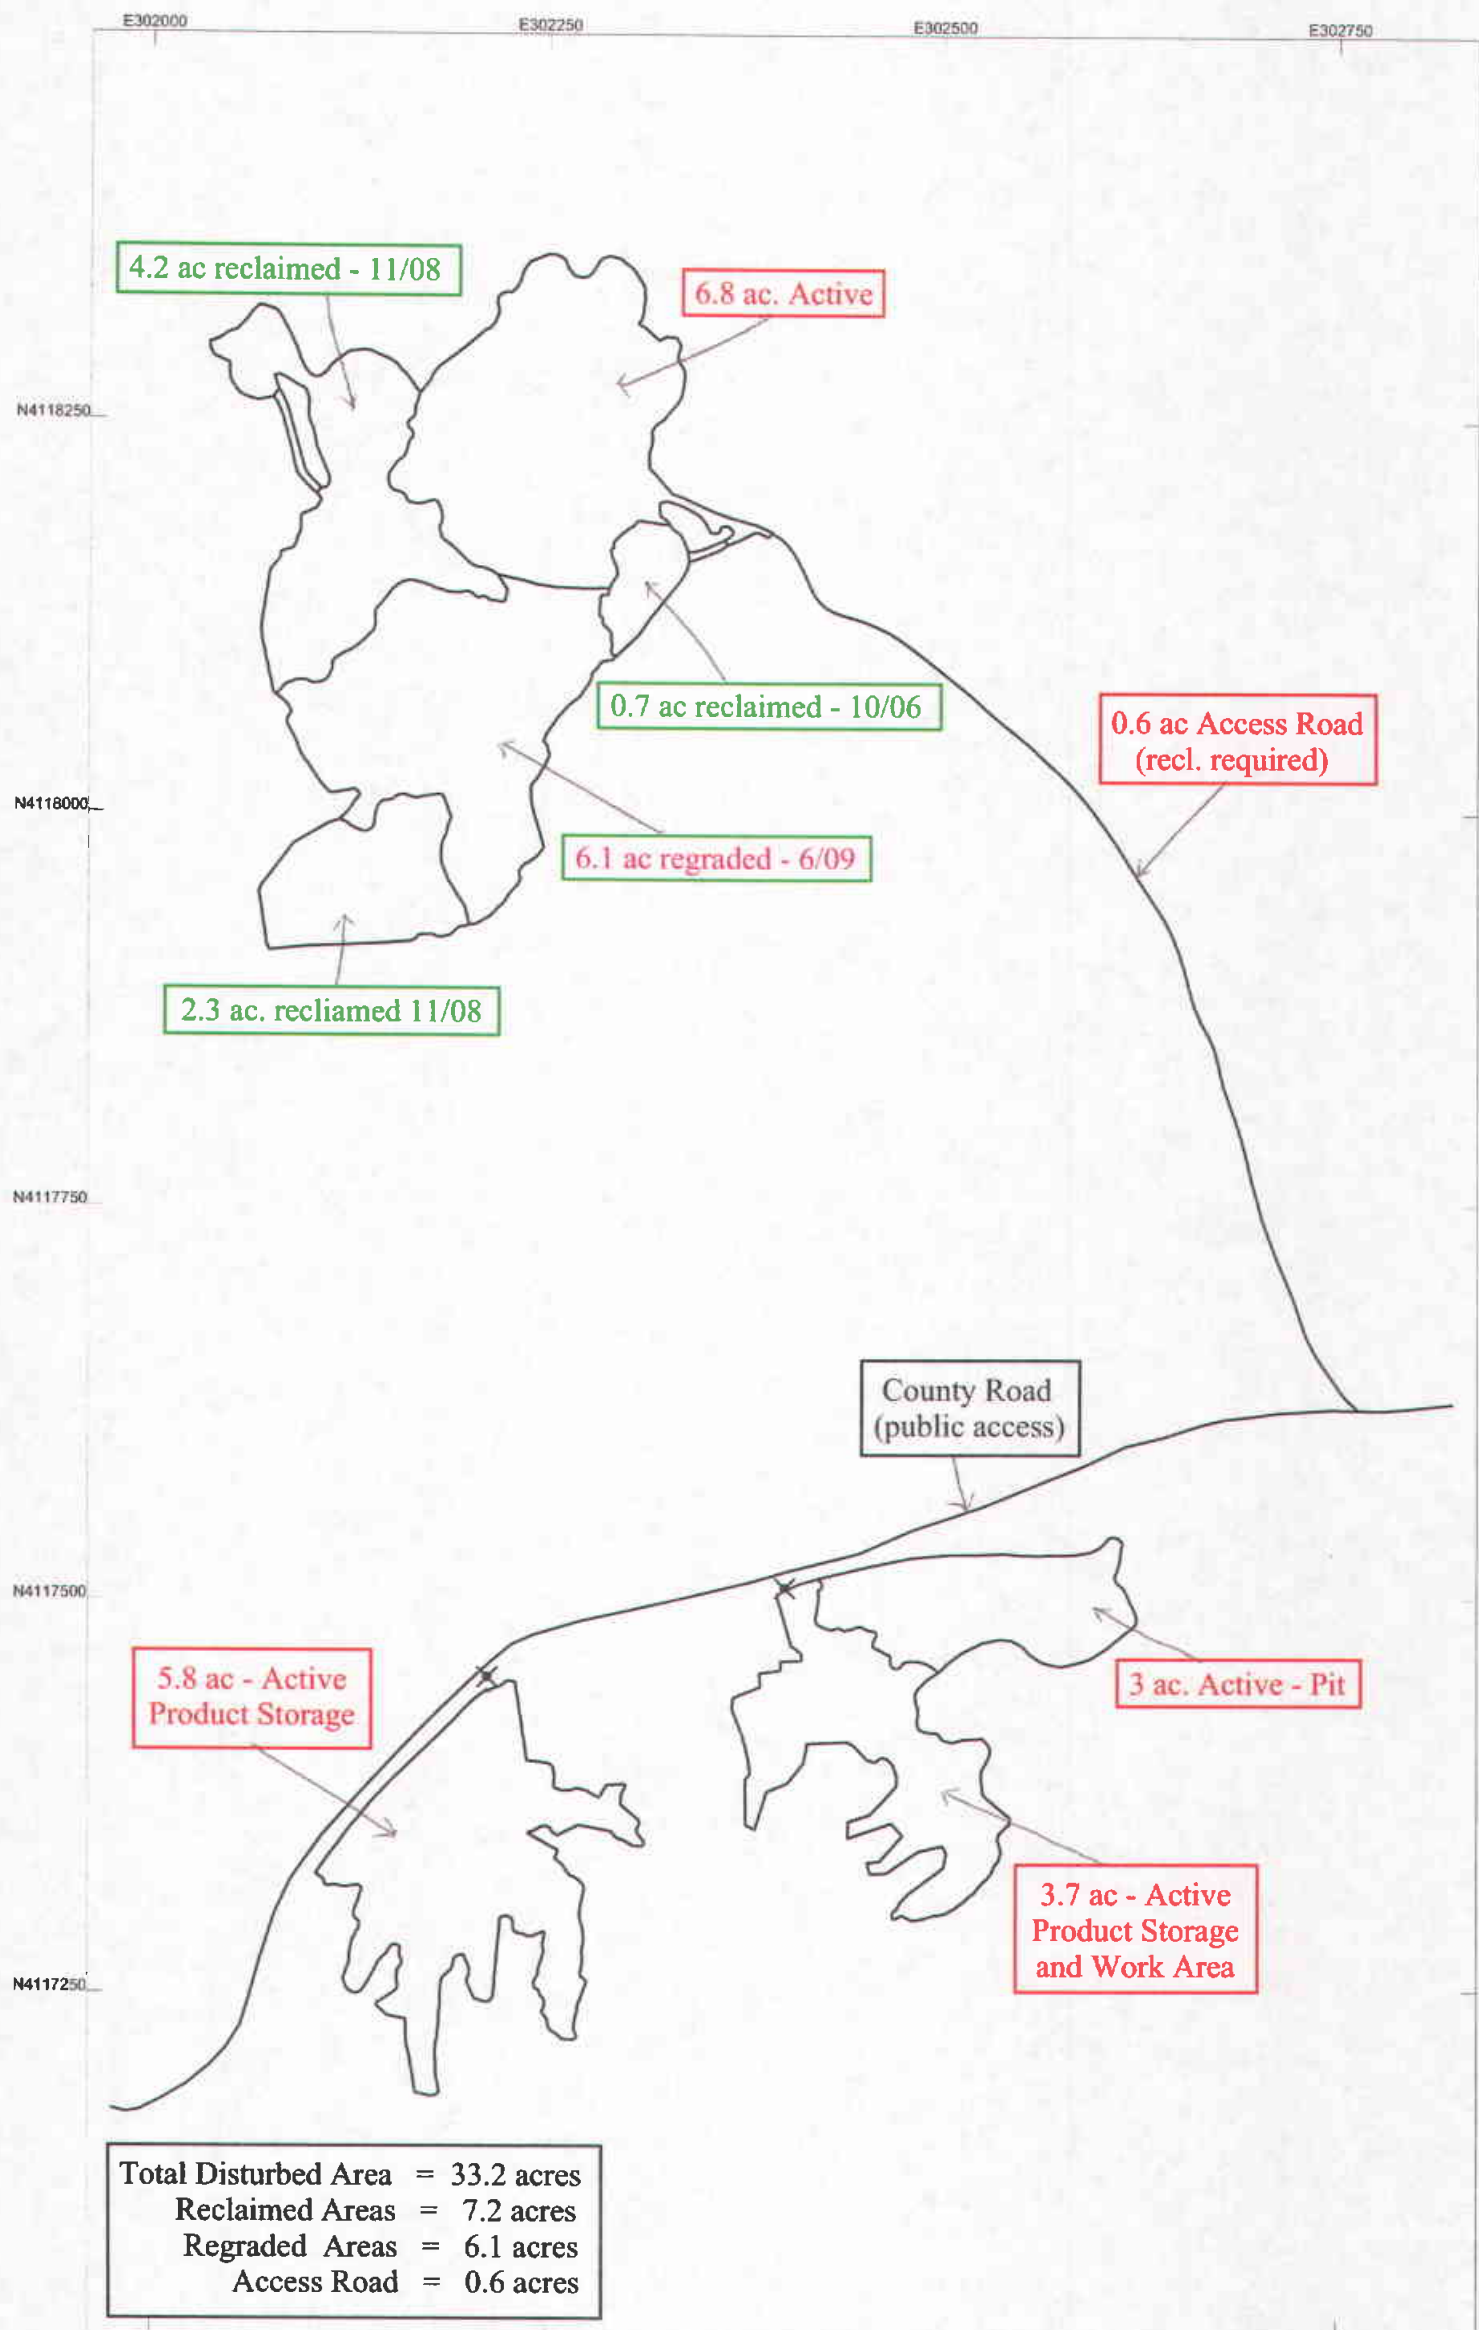 E302000
E302250
E302500
E302750
4.2 ac reclaimed - 11/08
6.8 ac. Active
N4118250
0.7 ac reclaimed - 10/06
0.6 ac Access Road
(recl. required)
N4118000
6.1 ac regraded - 6/09
2.3 ac. recliamed 11/08
N4117750
County Road
(public access)
N4117500
5.8 ac - Active
Product Storage
3 ac. Active - Pit
3.7 ac - Active
Product Storage
and Work Area
N4117250
Total Disturbed Area = 33.2 acres
Reclaimed Areas = 7.2 acres
Regraded Areas = 6.1 acres
Access Road = 0.6 acres